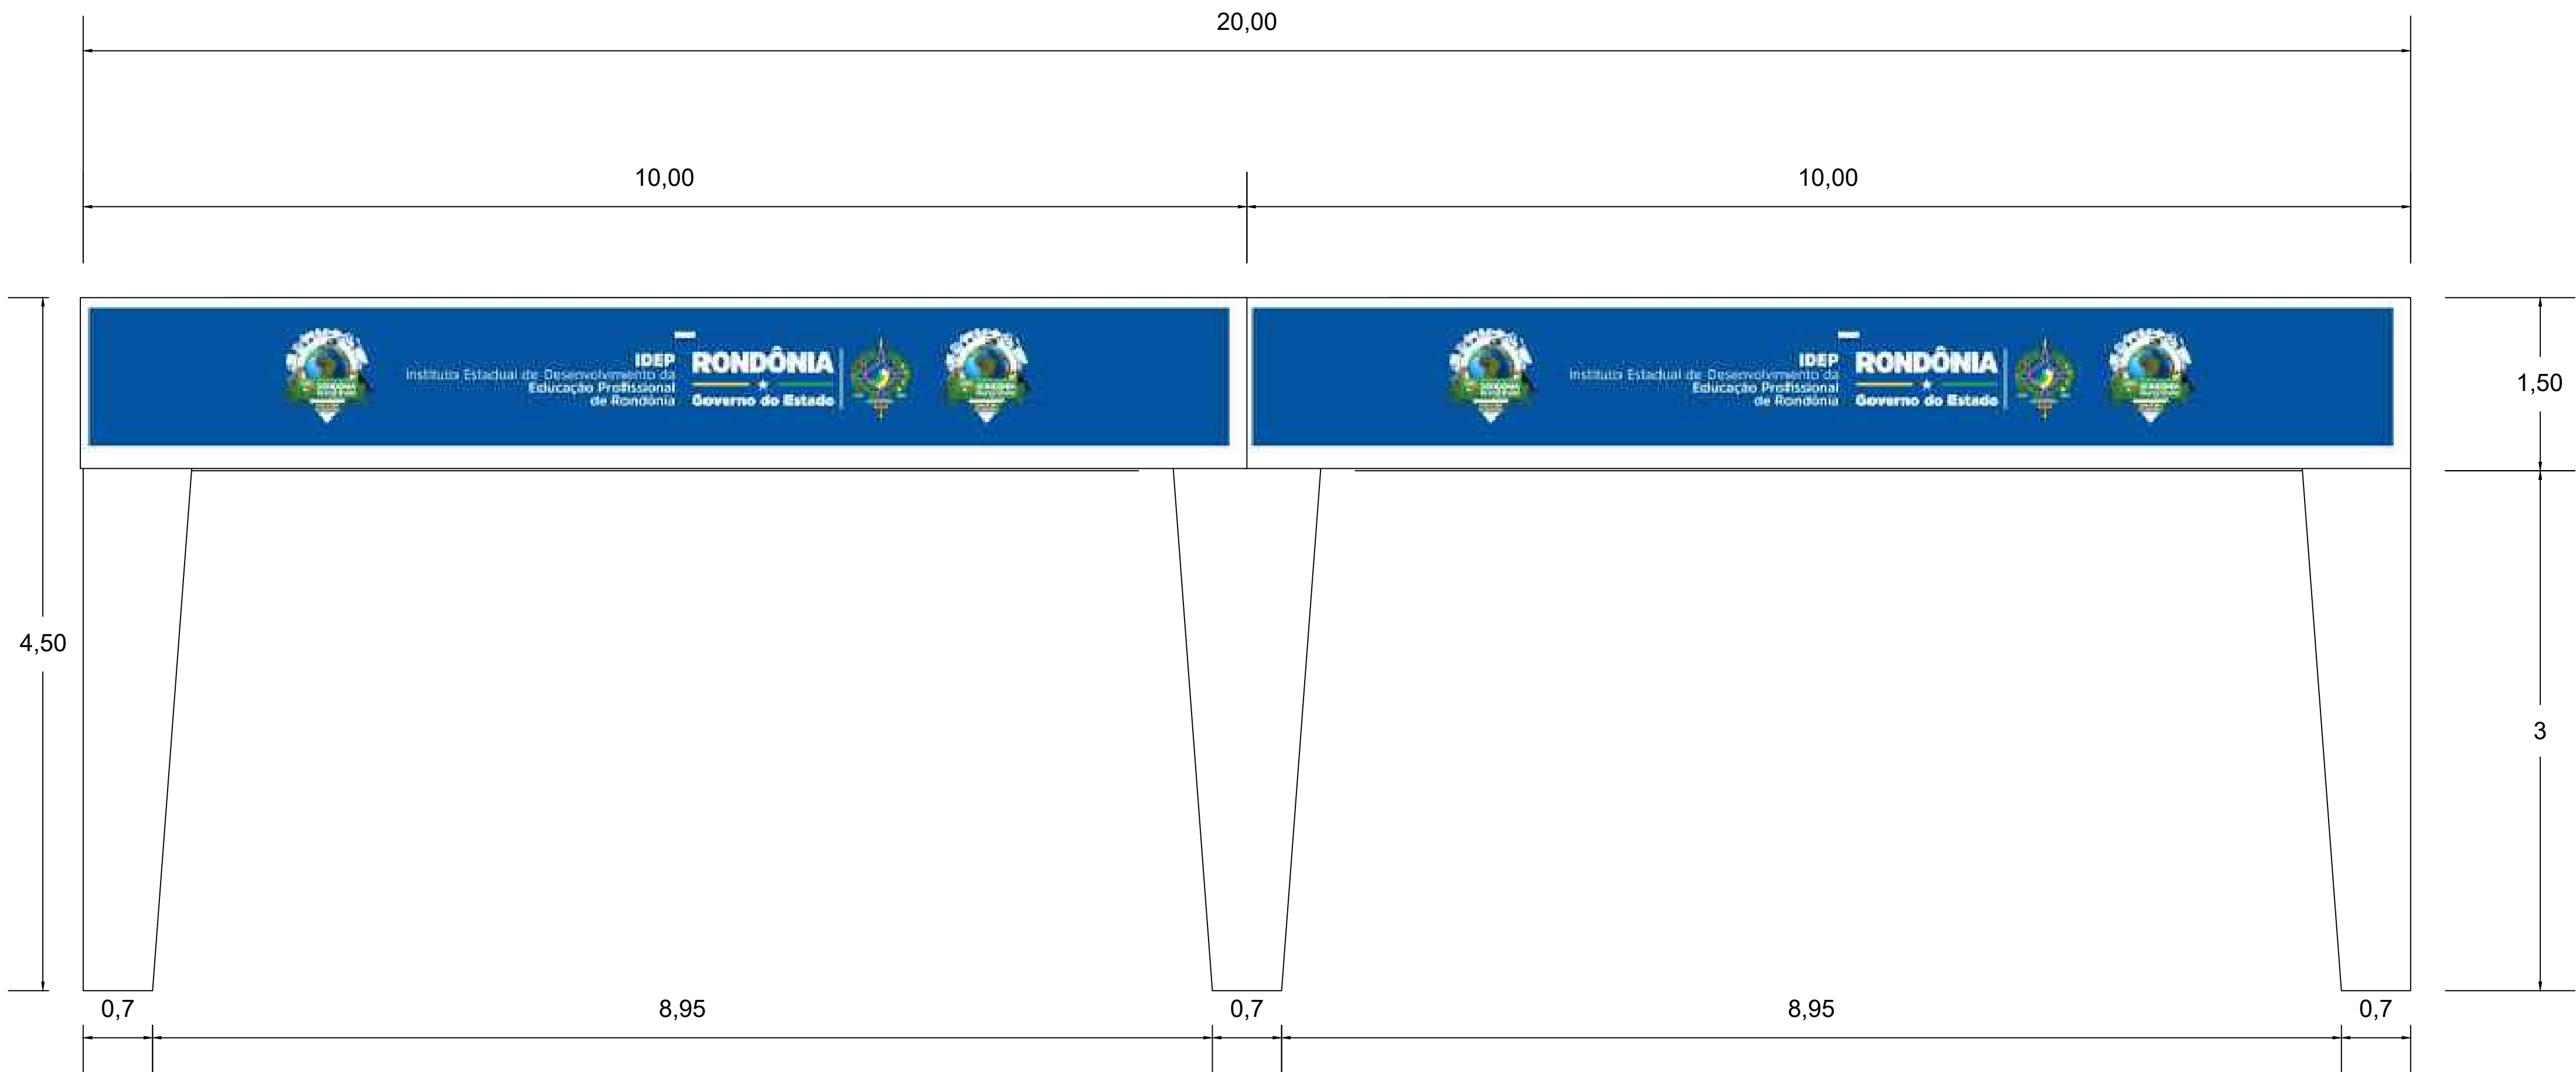 20,00
10,00
10,00
IDEP
Instituto Estadual de Desenvolvimento da
Educação Profissional
de Rondônia
RONDÔNIA
Governo do Estado
IDEP
Instituto Estadual de Desenvolvimento da
Educação Profissional
de Rondônia
RONDÔNIA
Governo do Estado
1,50
4,50
3
0,7
8,95
0,7
8,95
0,7